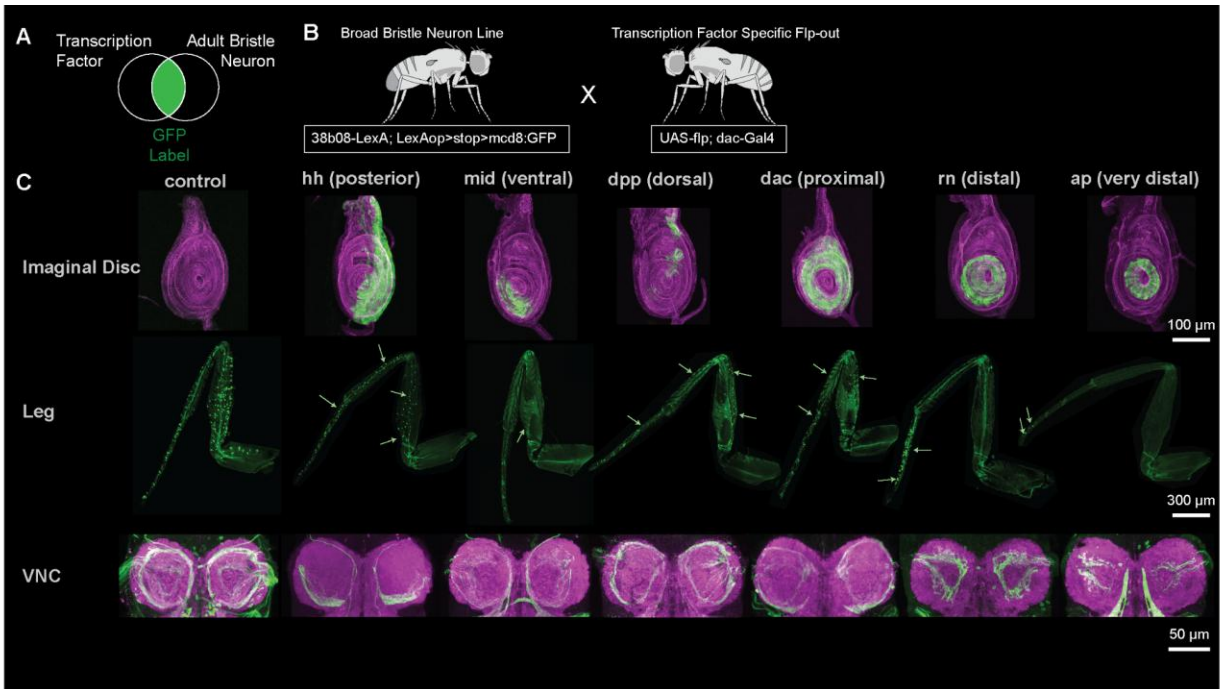 A
Transcription
Factor
Adult Bristle
Neuron
GFP
Label
B
Broad Bristle Neuron Line
38b08-LexA; LexAop>stop>mcd8:GFP
X
Transcription Factor Specific Flp-out
UAS-flp; dac-Gal4
C
control
hh (posterior)
mid (ventral)
dpp (dorsal)
dac (proximal)
rn (distal)
ap (very distal)
Imaginal Disc
100 µm
Leg
300 µm
VNC
50 µm